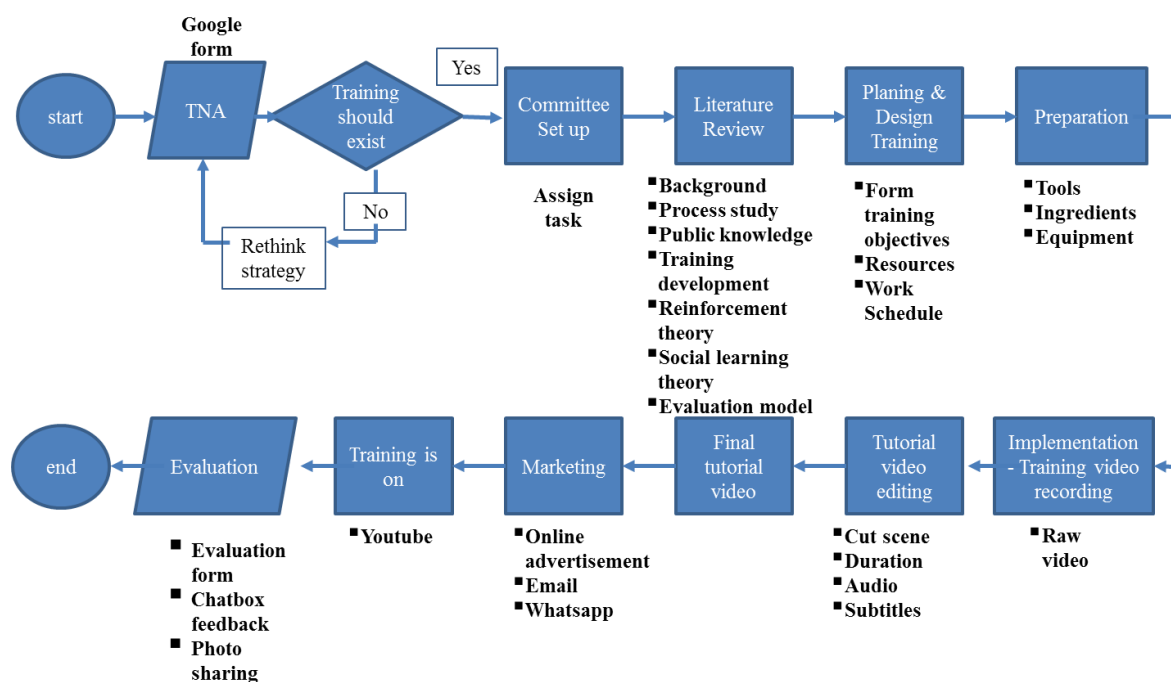 Google
form
start
TNA
Training
should
exist
Yes
No
Rethink
strategy
Committee
Set up
Assign
task
Literature
Review
▪Background
▪Process study
▪Public knowledge
▪Training
development
▪Reinforcement
theory
▪Social learning
theory
▪Evaluation model
Planing &
Design
Training
▪Form
training
objectives
▪Resources
▪Work
Schedule
Preparation
▪Tools
▪Ingredients
▪Equipment
end
Evaluation
▪ Evaluation
form
▪ Chatbox
feedback
▪ Photo
sharing
Training is
on
▪Youtube
Marketing
▪Online
advertisement
▪Email
▪Whatsapp
Final
tutorial
video
Tutorial
video
editing
▪Cut scene
▪Duration
▪Audio
▪Subtitles
Implementation
- Training video
recording
▪Raw
video